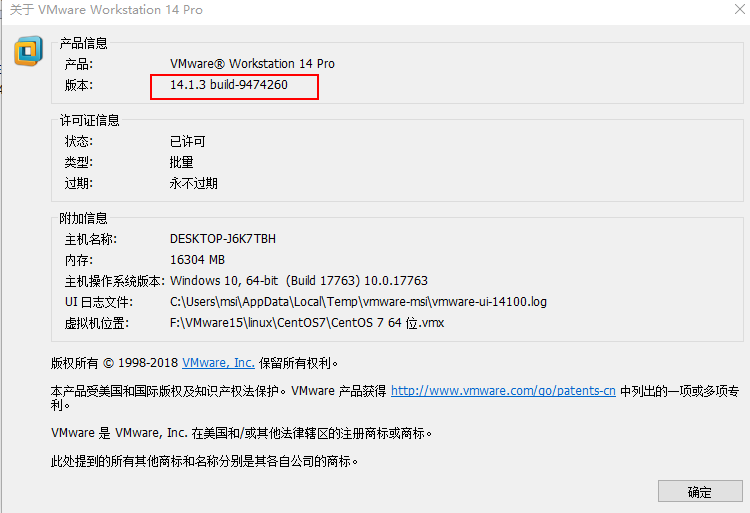 关于 VMware Workstation 14 Pro
产品信息
产品: VMware® Workstation 14 Pro
版本: 14.1.3 build-9474260
许可证信息
状态: 已许可
类型: 批量
过期: 永不过期
附加信息
主机名称: DESKTOP-J6K7TBH
内存: 16304 MB
主机操作系统版本: Windows 10, 64-bit (Build 17763) 10.0.17763
UI 日志文件: C:\Users\msi\AppData\Local\Temp\vmware-msi\vmware-ui-14100.log
虚拟机位置: F:\VMware15\linux\CentOS7\CentOS 7 64 位.vmx
版权所有 © 1998-2018 VMware, Inc. 保留所有权利。
本产品受美国和国际版权及知识产权法保护。VMware 产品获得 http://www.vmware.com/go/patents-cn 中列出的一项或多项专
利。
VMware 是 VMware, Inc. 在美国和/或其他法律辖区的注册商标或商标。
此处提到的所有其他商标和名称分别是其各自公司的商标。
确定